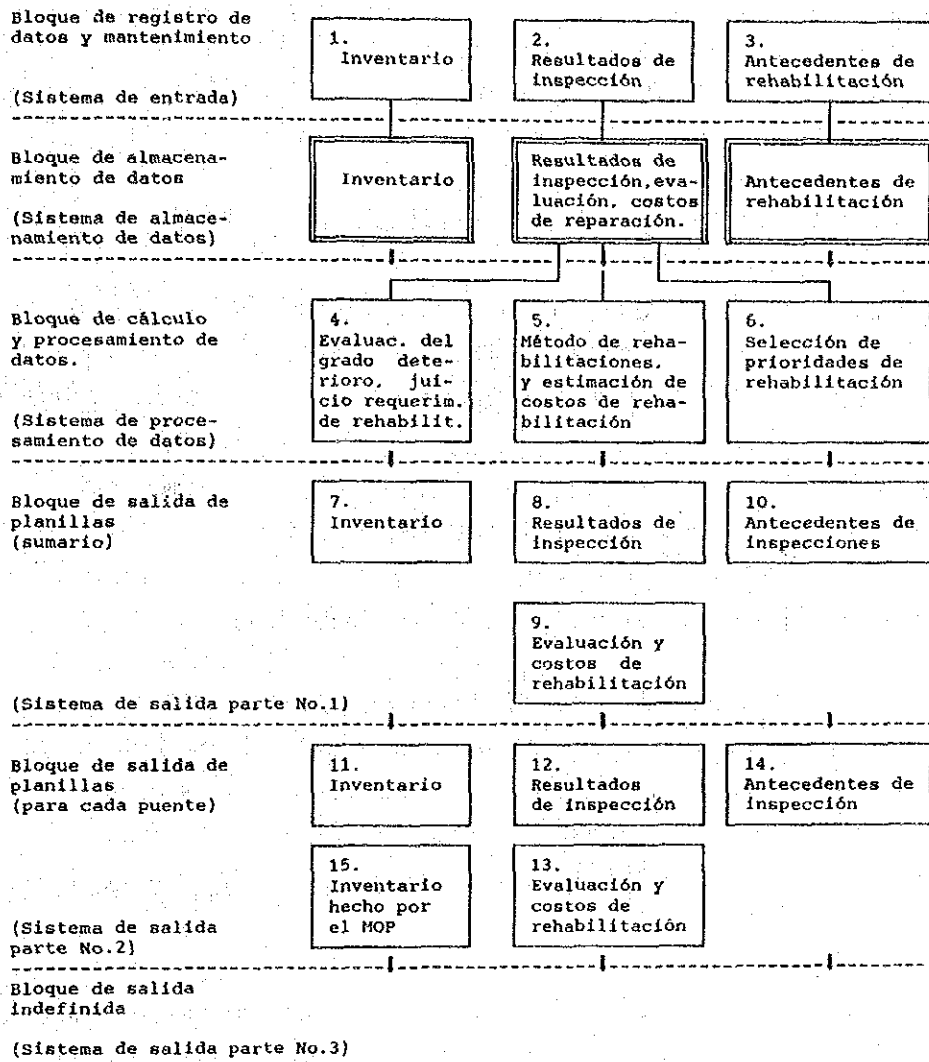 Bloque de registro de
datos y mantenimiento
(Sistema de entrada)
1.
Inventario
2.
Resultados de
inspección
3.
Antecedentes de
rehabilitación
Bloque de almacena-
miento de datos
(Sistema de almace-
namiento de datos)
Inventario
Resultados de
inspección,eva-
luación, costos
de reparación.
Antecedentes de
rehabilitación
Bloque de cálculo
y procesamiento de
datos.
(Sistema de proce-
samiento de datos)
4.
Evaluac. del
grado dete-
rioro, jui-
cio requerim.
de rehabilit.
5.
Método de reha-
bilitaciones,
y estimación de
costos de reha-
bilitación
6.
Selección de
prioridades de
rehabilitación
Bloque de salida de
planillas
(sumario)
7.
Inventario
8.
Resultados de
inspección
10.
Antecedentes de
inspecciones
9.
Evaluación y
costos de
rehabilitación
(Sistema de salida parte No.1)
Bloque de salida de
planillas
(para cada puente)
11.
Inventario
12.
Resultados
de inspección
14.
Antecedentes de
inspección
15.
Inventario
hecho por
el MOP
13.
Evaluación y
costos de
rehabilitación
(Sistema de salida
parte No.2)
Bloque de salida
indefinida
(Sistema de salida parte No.3)